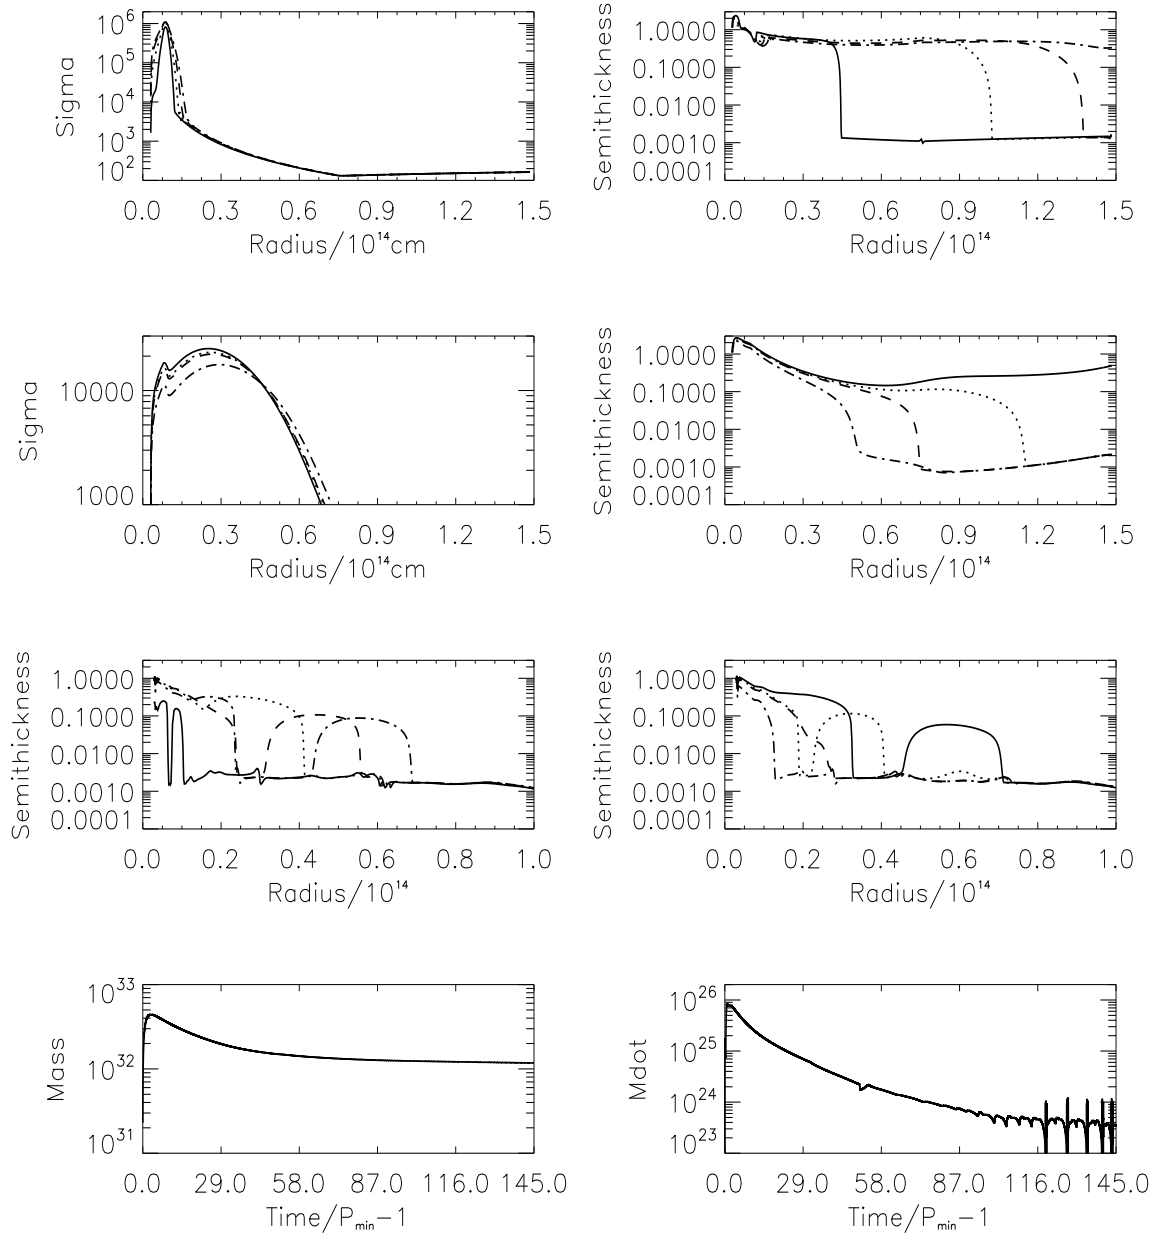 10^6
10^5
10^4
10^3
10^2
Sigma
0.0 0.3 0.6 0.9 1.2 1.5
Radius/10^14cm
1.0000
0.1000
0.0100
0.0010
0.0001
Semithickness
0.0 0.3 0.6 0.9 1.2 1.5
Radius/10^14
10000
1000
Sigma
0.0 0.3 0.6 0.9 1.2 1.5
Radius/10^14cm
1.0000
0.1000
0.0100
0.0010
0.0001
Semithickness
0.0 0.3 0.6 0.9 1.2 1.5
Radius/10^14
1.0000
0.1000
0.0100
0.0010
0.0001
Semithickness
0.0 0.2 0.4 0.6 0.8 1.0
Radius/10^14
1.0000
0.1000
0.0100
0.0010
0.0001
Semithickness
0.0 0.2 0.4 0.6 0.8 1.0
Radius/10^14
10^33
10^32
10^31
Mass
0.0 29.0 58.0 87.0 116.0 145.0
Time/P_min-1
10^26
10^25
10^24
10^23
Mdot
0.0 29.0 58.0 87.0 116.0 145.0
Time/P_min-1